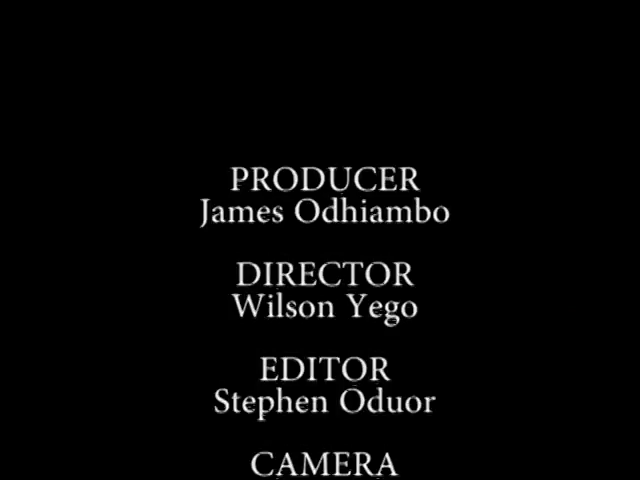 PRODUCER
James Odhiambo
DIRECTOR
Wilson Yego
EDITOR
Stephen Oduor
CAMERA